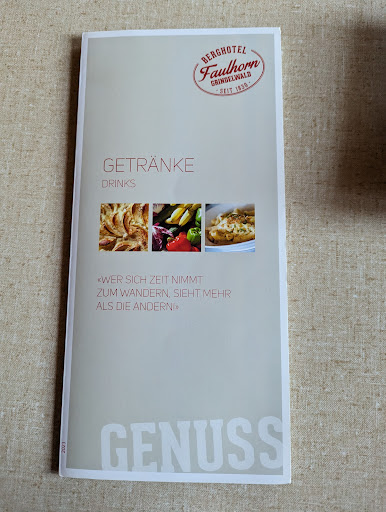 BERGHOTEL
Faulhorn
GRINDELWALD
· SEIT 1830 ·
GETRÄNKE
DRINKS
«WER SICH ZEIT NIMMT
ZUM WANDERN, SIEHT MEHR
ALS DIE ANDERN!»
GENUSS